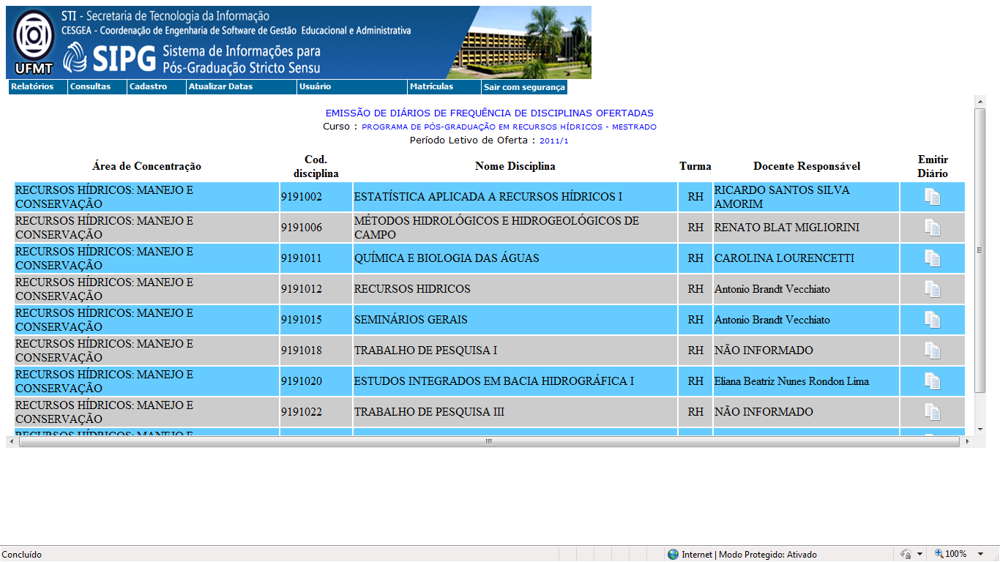 STI - Secretaria de Tecnologia da Informação
CESGEA - Coordenação de Engenharia de Software de Gestão Educacional e Administrativa
UFMT
SIPG
Sistema de Informações para
Pós-Graduação Stricto Sensu
Relatórios Consultas Cadastro Atualizar Datas Usuário Matrículas Sair com segurança
EMISSÃO DE DIÁRIOS DE FREQUÊNCIA DE DISCIPLINAS OFERTADAS
Curso : PROGRAMA DE PÓS-GRADUAÇÃO EM RECURSOS HÍDRICOS - MESTRADO
Período Letivo de Oferta : 2011/1
Área de Concentração
Cod.
disciplina
Nome Disciplina
Turma
Docente Responsável
Emitir
Diário
RECURSOS HÍDRICOS: MANEJO E
CONSERVAÇÃO
9191002
ESTATÍSTICA APLICADA A RECURSOS HÍDRICOS I
RH
RICARDO SANTOS SILVA
AMORIM
RECURSOS HÍDRICOS: MANEJO E
CONSERVAÇÃO
9191006
MÉTODOS HIDROLÓGICOS E HIDROGEOLÓGICOS DE
CAMPO
RH
RENATO BLAT MIGLIORINI
RECURSOS HÍDRICOS: MANEJO E
CONSERVAÇÃO
9191011
QUÍMICA E BIOLOGIA DAS ÁGUAS
RH
CAROLINA LOURENCETTI
RECURSOS HÍDRICOS: MANEJO E
CONSERVAÇÃO
9191012
RECURSOS HIDRICOS
RH
Antonio Brandt Vecchiato
RECURSOS HÍDRICOS: MANEJO E
CONSERVAÇÃO
9191015
SEMINÁRIOS GERAIS
RH
Antonio Brandt Vecchiato
RECURSOS HÍDRICOS: MANEJO E
CONSERVAÇÃO
9191018
TRABALHO DE PESQUISA I
RH
NÃO INFORMADO
RECURSOS HÍDRICOS: MANEJO E
CONSERVAÇÃO
9191020
ESTUDOS INTEGRADOS EM BACIA HIDROGRÁFICA I
RH
Eliana Beatriz Nunes Rondon Lima
RECURSOS HÍDRICOS: MANEJO E
CONSERVAÇÃO
9191022
TRABALHO DE PESQUISA III
RH
NÃO INFORMADO
RECURSOS HÍDRICOS: MANEJO E
Concluído
Internet | Modo Protegido: Ativado
100%